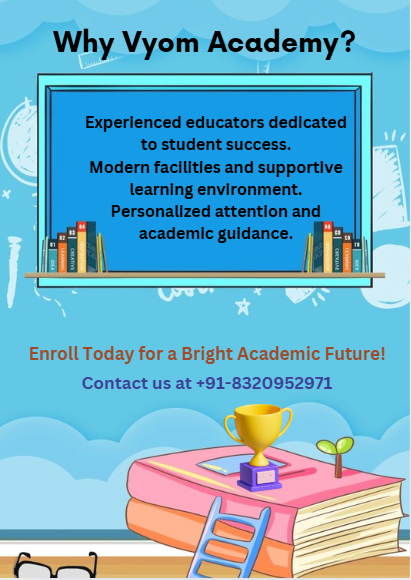 Why Vyom Academy?
Experienced educators dedicated
to student success.
Modern facilities and supportive
learning environment.
Personalized attention and
academic guidance.
Enroll Today for a Bright Academic Future!
Contact us at +91-8320952971